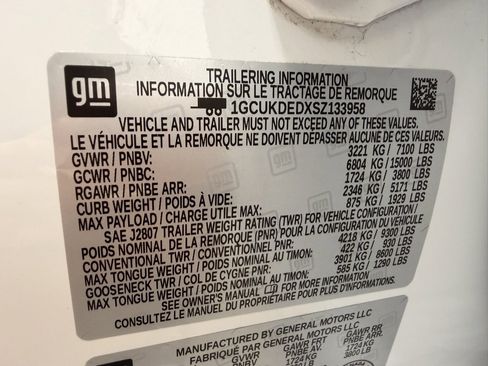 gm
TRAILERING INFORMATION
INFORMATION SUR LE TRACTAGE DE REMORQUE
1GCUKDEDXSZ133958
VEHICLE AND TRAILER MUST NOT EXCEED ANY OF THESE VALUES.
LE VÉHICULE ET LA REMORQUE NE DOIVENT DÉPASSER AUCUNE DE CES VALEURS.
GVWR / PNBV: 3221 KG / 7100 LBS
GCWR / PNBC: 6804 KG / 15000 LBS
RGAWR / PNBE ARR: 1724 KG / 3800 LBS
CURB WEIGHT / POIDS À VIDE: 2346 KG / 5171 LBS
MAX PAYLOAD / CHARGE UTILE MAX: 875 KG / 1929 LBS
SAE J2807 TRAILER WEIGHT RATING (TWR) FOR VEHICLE CONFIGURATION /
POIDS NOMINAL DE LA REMORQUE (PNR) POUR LA CONFIGURATION DU VÉHICULE
CONVENTIONAL TWR / CONVENTIONNEL PNR: 4218 KG / 9300 LBS
MAX TONGUE WEIGHT / POIDS MAXIMAL AU TIMON: 422 KG / 930 LBS
GOOSENECK TWR / COL DE CYGNE PNR: 3901 KG / 8600 LBS
MAX TONGUE WEIGHT / POIDS MAXIMAL AU TIMON: 585 KG / 1290 LBS
SEE OWNER'S MANUAL FOR MORE INFORMATION /
CONSULTER LE MANUEL DU PROPRIÉTAIRE POUR PLUS D'INFORMATION
MANUFACTURED BY GENERAL MOTORS LLC
FABRIQUÉ PAR GENERAL MOTORS LLC
GVWR GAWR FRT GAWR RR
PNBV PNBE AV. PNBE ARR.
1724KG
3800 LB